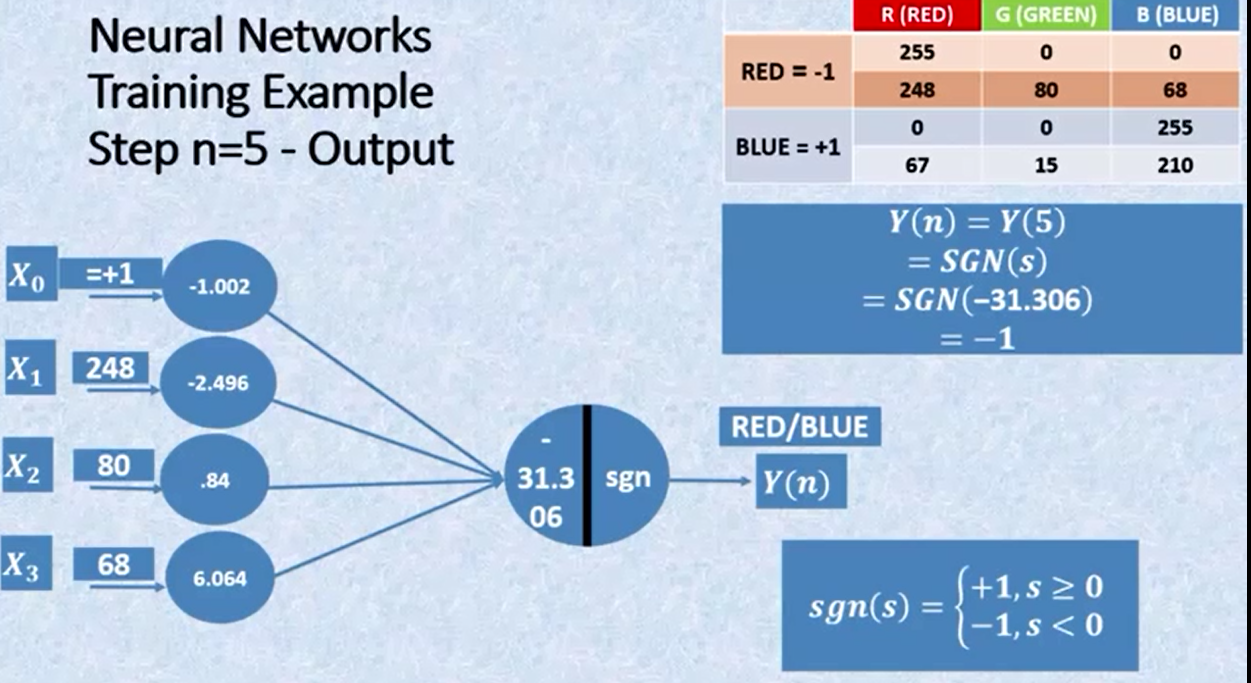 Neural Networks
Training Example
Step n=5 - Output
R (RED) G (GREEN) B (BLUE)
RED = -1
255 0 0
248 80 68
BLUE = +1
0 0 255
67 15 210
Y(n) = Y(5)
= SGN(s)
= SGN(−31.306)
= −1
X₀ =+1 -1.002
X₁ 248 -2.496
X₂ 80 .84
X₃ 68 6.064
-
31.3
06
sgn
RED/BLUE
Y(n)
sgn(s) = {+1, s ≥ 0
−1, s < 0